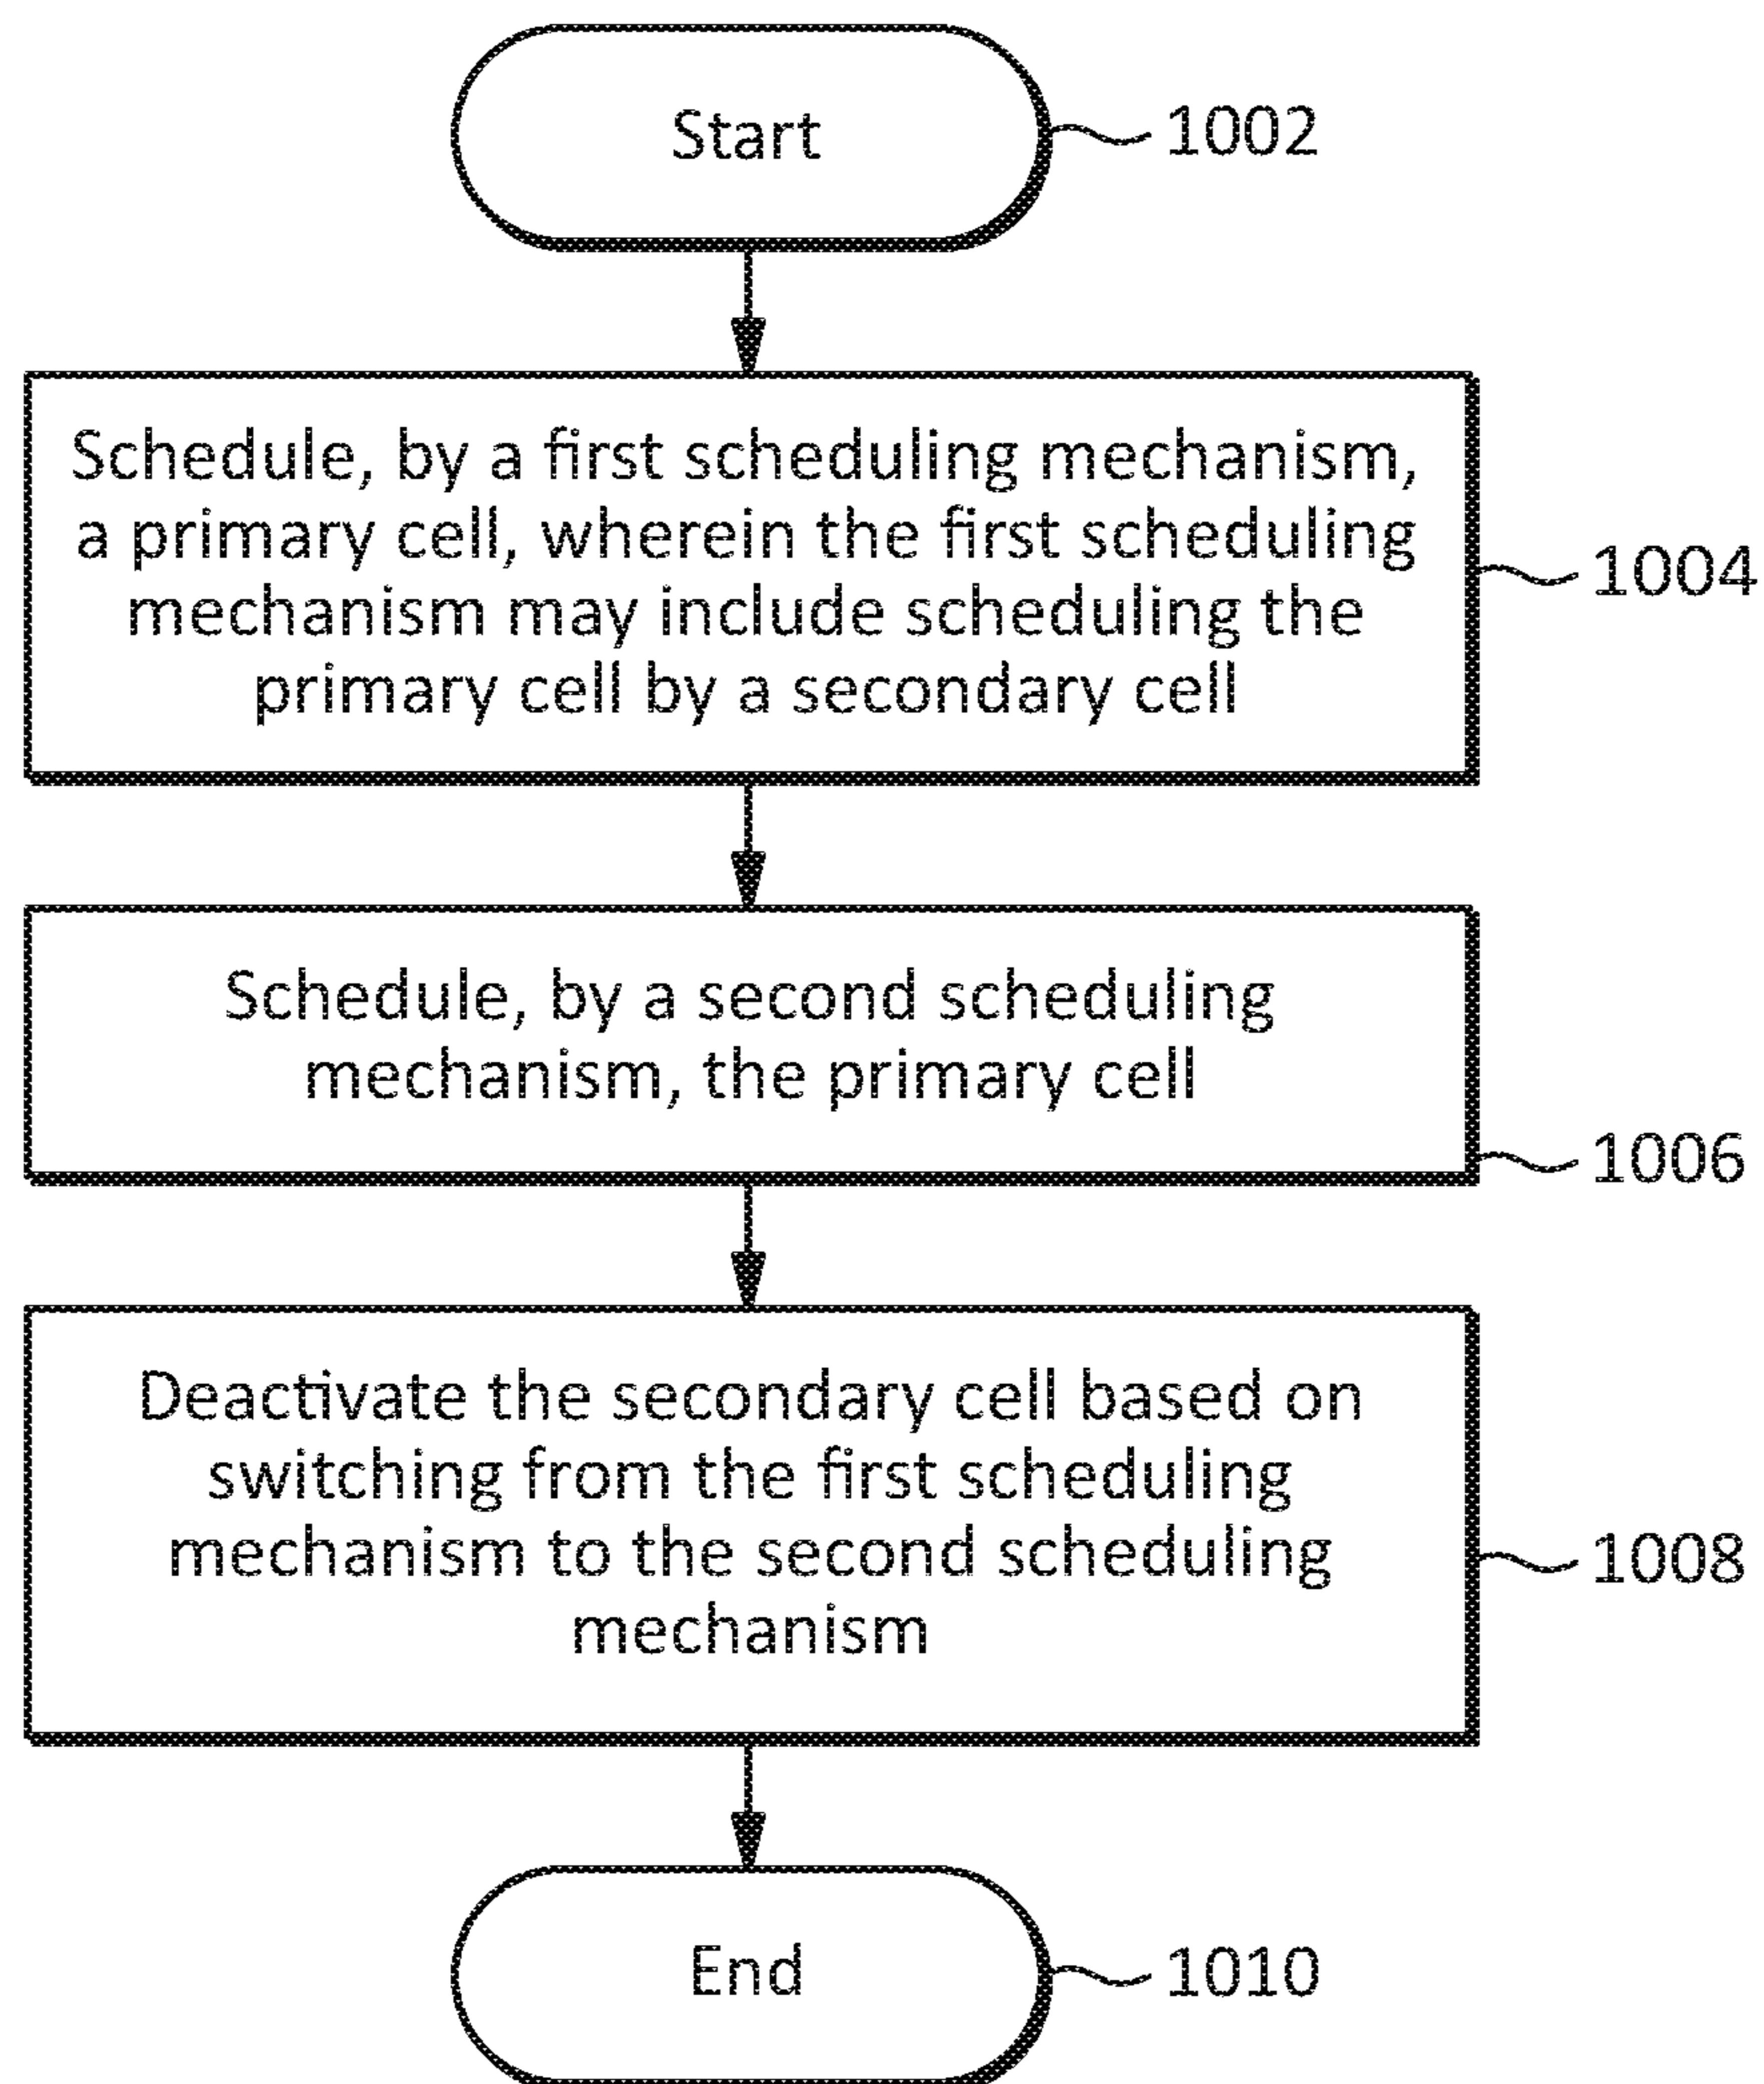 Start
1002
Schedule, by a first scheduling mechanism,
a primary cell, wherein the first scheduling
mechanism may include scheduling the
primary cell by a secondary cell
1004
Schedule, by a second scheduling
mechanism, the primary cell
1006
Deactivate the secondary cell based on
switching from the first scheduling
mechanism to the second scheduling
mechanism
1008
End
1010